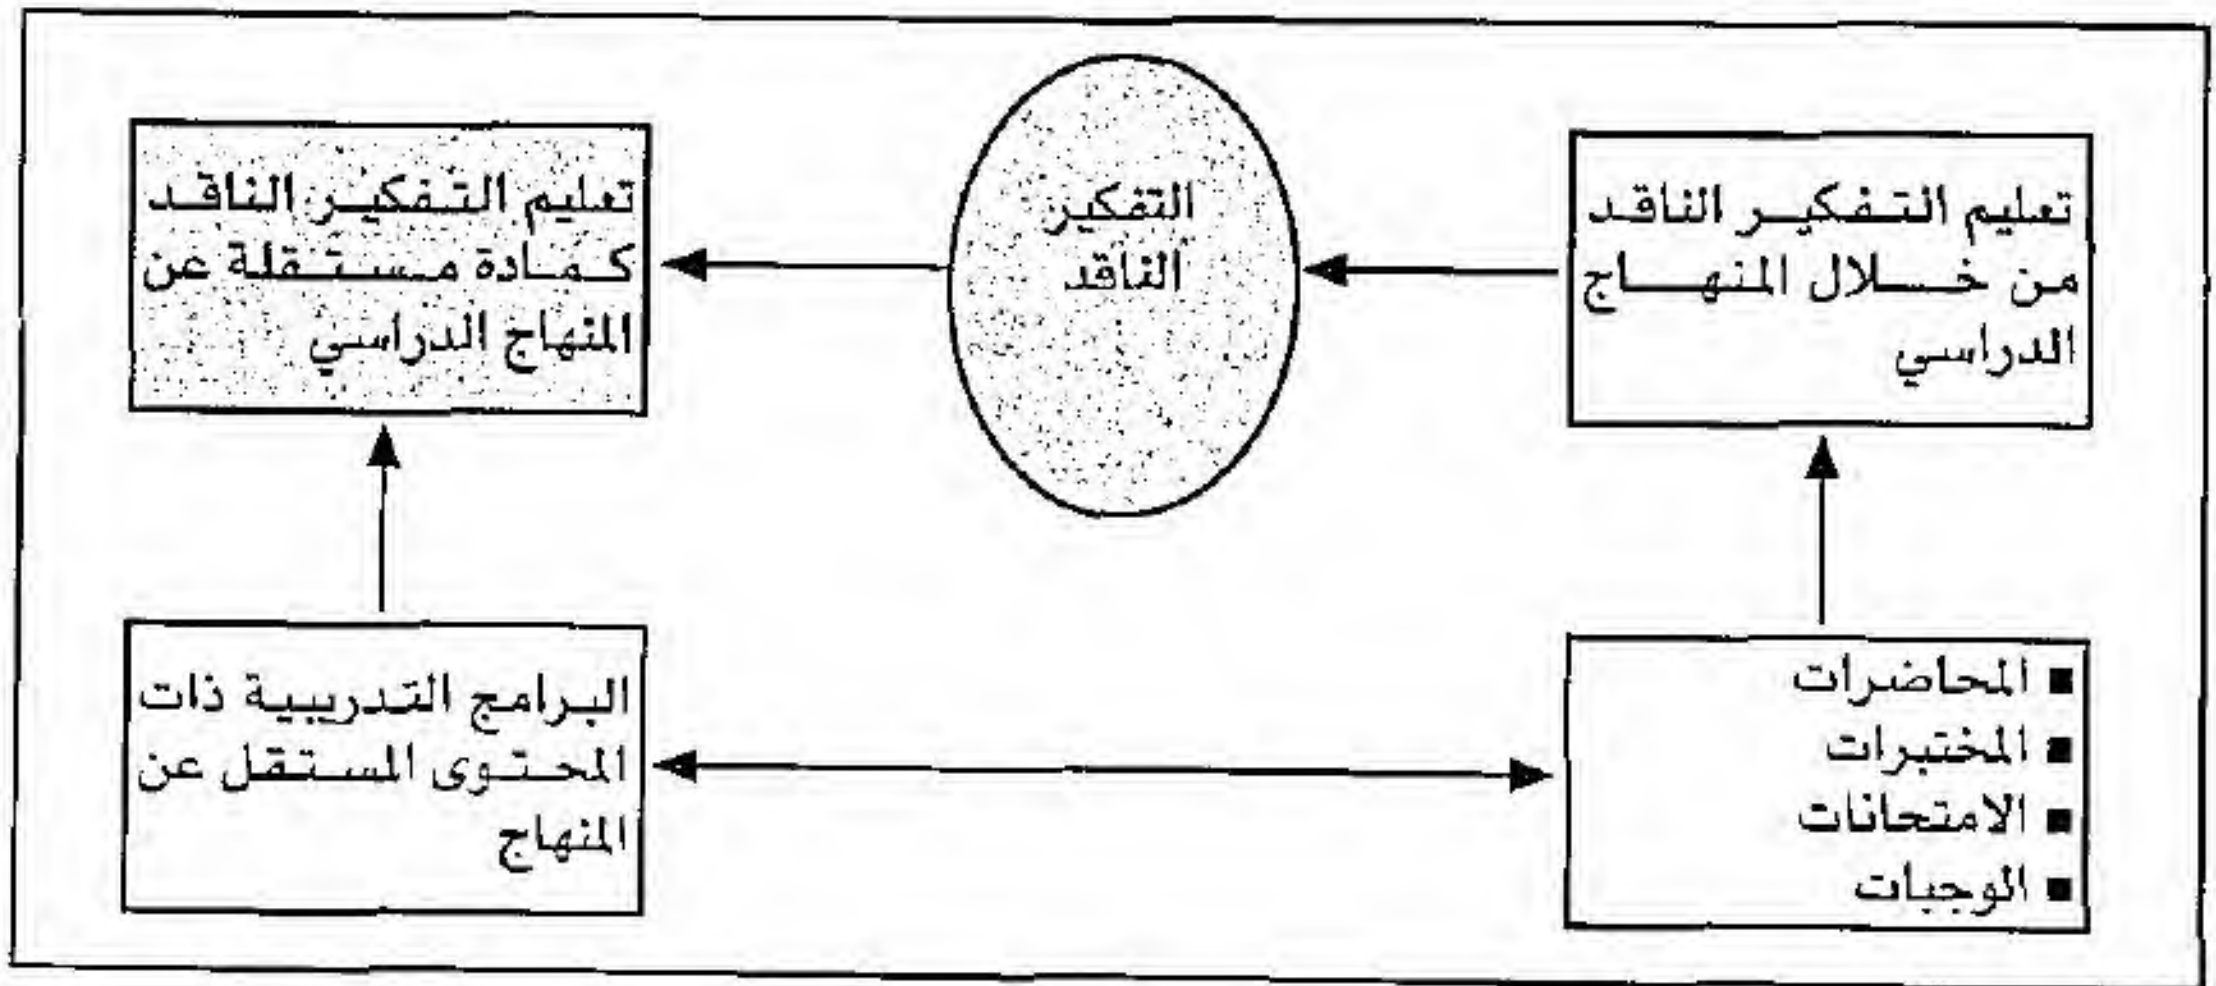 تعليم التفكير الناقد
من خلال المنهاج
الدراسي
التفكير
الناقد
تعليم التفكير الناقد
كمادة مستقلة عن
المنهاج الدراسي
■ المحاضرات
■ المختبرات
■ الامتحانات
■ الوجبات
البرامج التدريبية ذات
المحتوى المستقل عن
المنهاج